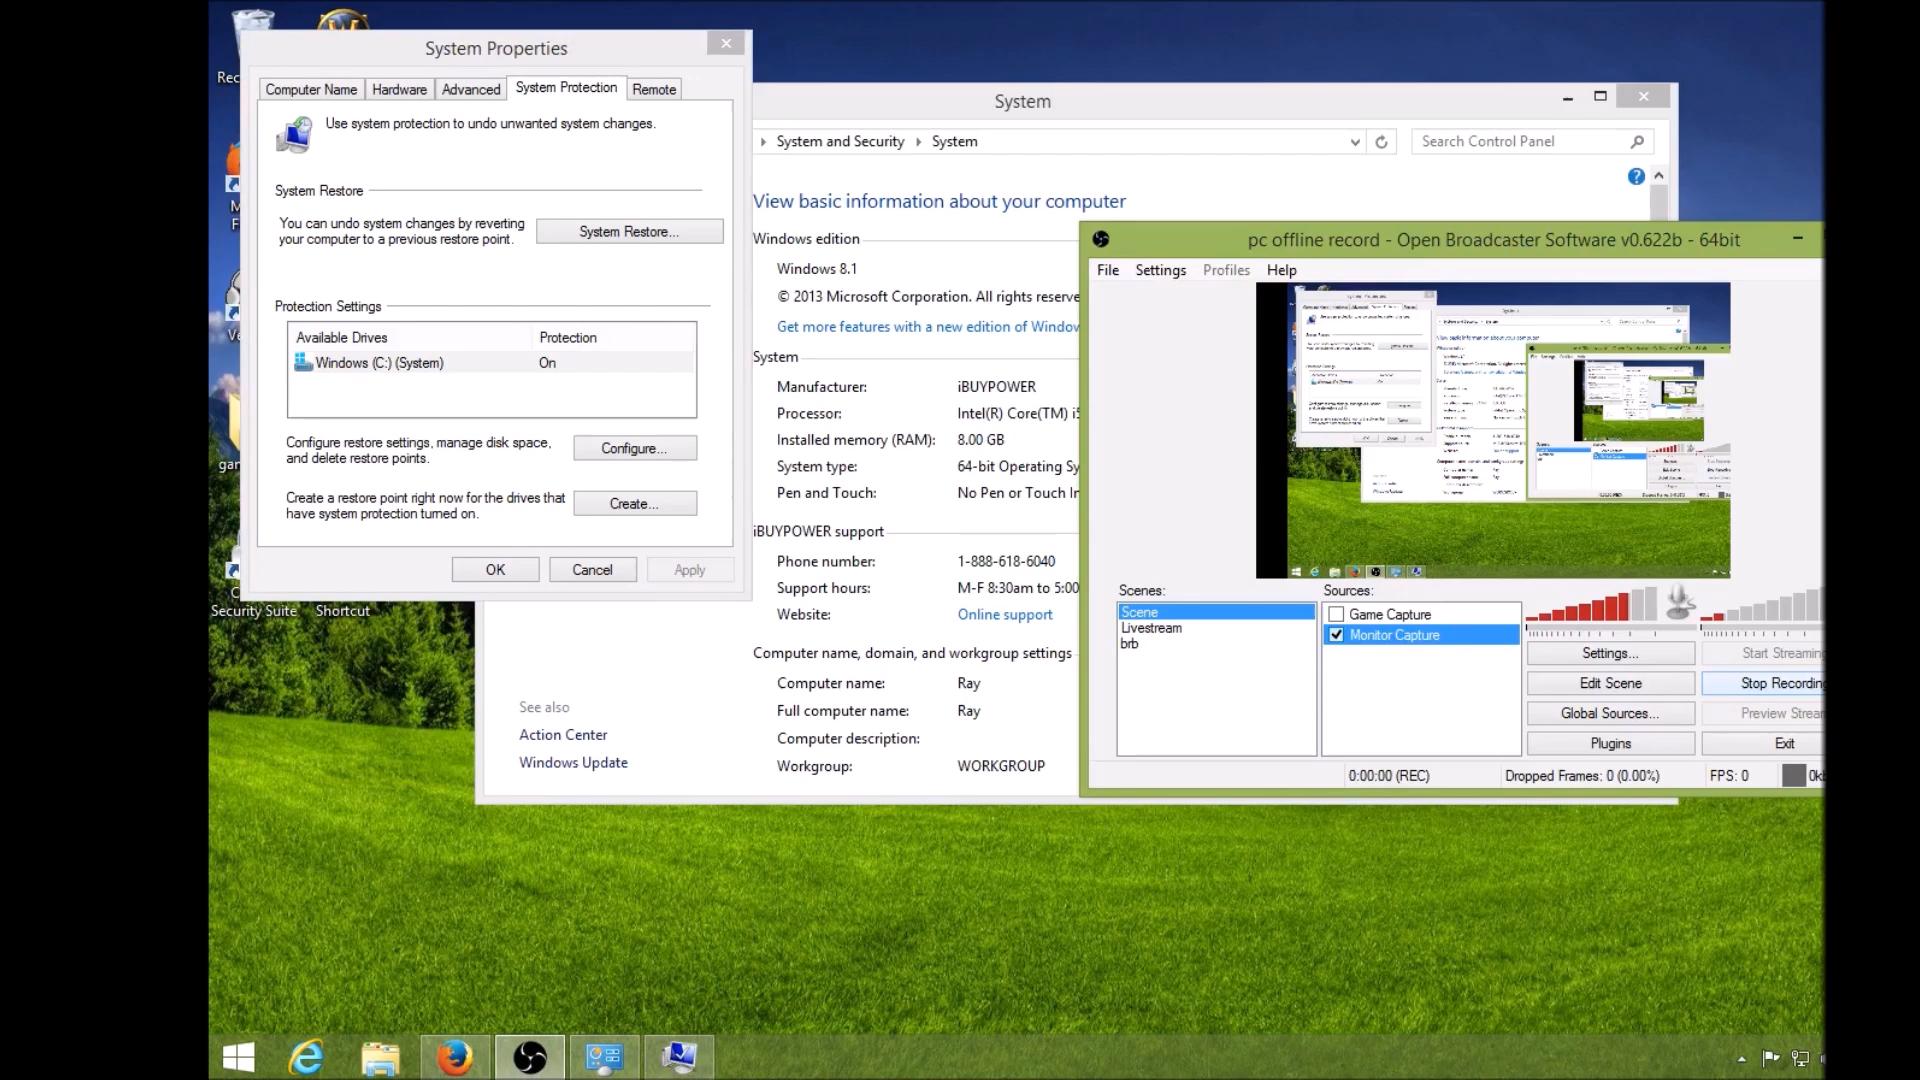 System Properties
Computer Name
Hardware
Advanced
System Protection
Remote
Use system protection to undo unwanted system changes.
System Restore
You can undo system changes by reverting
your computer to a previous restore point.
System Restore...
Protection Settings
Available Drives
Protection
Windows (C:) (System)
On
Configure restore settings, manage disk space,
and delete restore points.
Configure...
Create a restore point right now for the drives that
have system protection turned on.
Create...
OK
Cancel
Apply
Security Suite
Shortcut
System
System and Security
System
Search Control Panel
View basic information about your computer
Windows edition
Windows 8.1
© 2013 Microsoft Corporation. All rights reserve
Get more features with a new edition of Window
System
Manufacturer:
iBUYPOWER
Processor:
Intel(R) Core(TM) i5
Installed memory (RAM):
8.00 GB
System type:
64-bit Operating Sy
Pen and Touch:
No Pen or Touch In
iBUYPOWER support
Phone number:
1-888-618-6040
Support hours:
M-F 8:30am to 5:00
Website:
Online support
Computer name, domain, and workgroup settings
Computer name:
Ray
Full computer name:
Ray
Computer description:
Workgroup:
WORKGROUP
See also
Action Center
Windows Update
pc offline record - Open Broadcaster Software v0.622b - 64bit
File
Settings
Profiles
Help
Scenes:
Scene
Livestream
brb
Sources:
Game Capture
Monitor Capture
Settings...
Start Streaming
Edit Scene
Stop Recording
Global Sources...
Preview Strear
Plugins
Exit
0:00:00 (REC)
Dropped Frames: 0 (0.00%)
FPS: 0
0kb